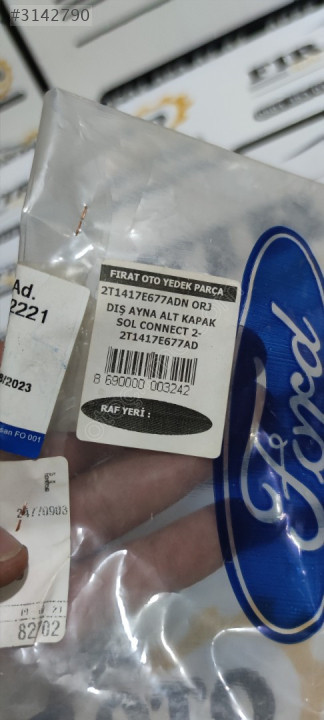 #3142790
FIR
Ad.
2221
8/2023
FO 001
FIRAT OTO YEDEK PARÇA
2T1417E677ADN ORJ
DIŞ AYNA ALT KAPAK
SOL CONNECT 2-
2T1417E677AD
8 690000 003242
RAF YERİ :
Ford
82/02